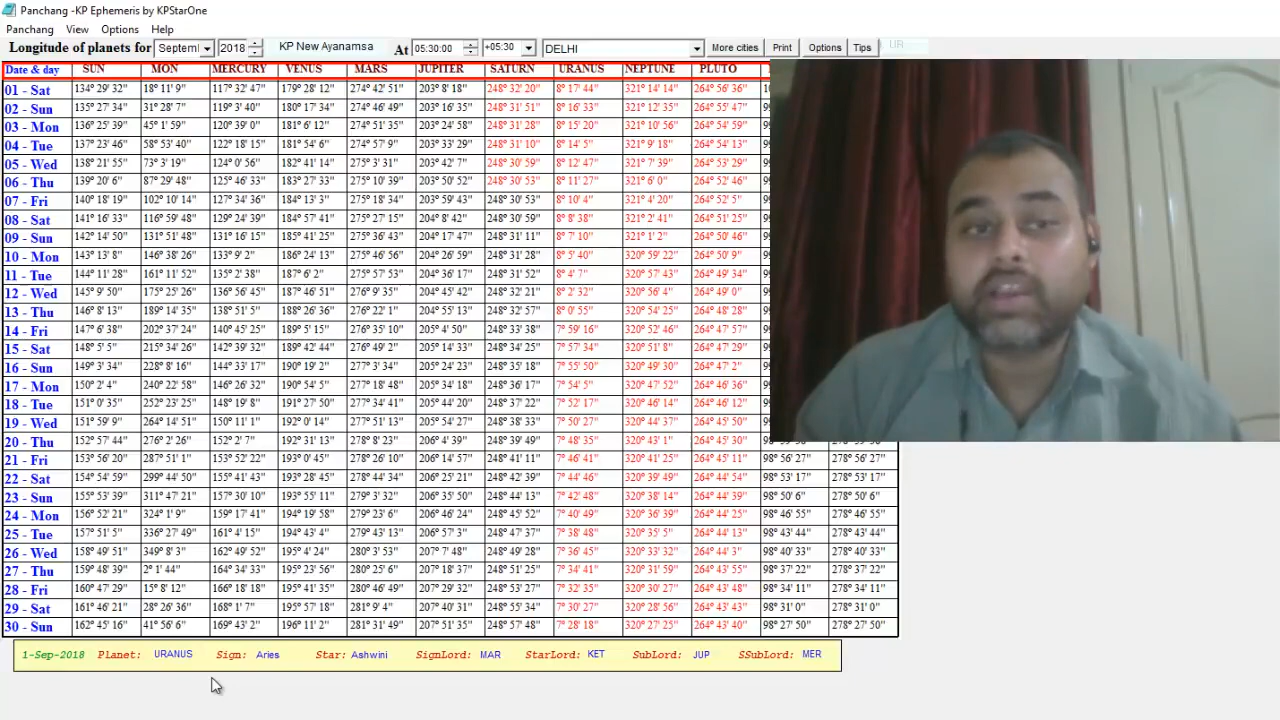 Panchang -KP Ephemeris by KPStarOne
Panchang View Options Help
Longitude of planets for Septeml 2018 KP New Ayanamsa At 05:30:00 +05:30 DELHI More cities Print Options Tips UR
Date & day SUN MON MERCURY VENUS MARS JUPITER SATURN URANUS NEPTUNE PLUTO
01 - Sat 134° 29' 32" 18° 11' 9" 117° 32' 47" 179° 28' 12" 274° 42' 51" 203° 8' 18" 248° 32' 20" 8° 17' 44" 321° 14' 14" 264° 56' 36" 10
02 - Sun 135° 27' 34" 31° 28' 7" 119° 3' 40" 180° 17' 34" 274° 46' 49" 203° 16' 35" 248° 31' 51" 8° 16' 33" 321° 12' 35" 264° 55' 47" 99
03 - Mon 136° 25' 39" 45° 1' 59" 120° 39' 0" 181° 6' 12" 274° 51' 35" 203° 24' 58" 248° 31' 28" 8° 15' 20" 321° 10' 56" 264° 54' 59" 99
04 - Tue 137° 23' 46" 58° 53' 40" 122° 18' 15" 181° 54' 6" 274° 57' 9" 203° 33' 29" 248° 31' 10" 8° 14' 5" 321° 9' 18" 264° 54' 13" 99
05 - Wed 138° 21' 55" 73° 3' 19" 124° 0' 56" 182° 41' 14" 275° 3' 31" 203° 42' 7" 248° 30' 59" 8° 12' 47" 321° 7' 39" 264° 53' 29" 99
06 - Thu 139° 20' 6" 87° 29' 48" 125° 46' 33" 183° 27' 33" 275° 10' 39" 203° 50' 52" 248° 30' 53" 8° 11' 27" 321° 6' 0" 264° 52' 46" 99
07 - Fri 140° 18' 19" 102° 10' 14" 127° 34' 36" 184° 13' 3" 275° 18' 34" 203° 59' 43" 248° 30' 53" 8° 10' 4" 321° 4' 20" 264° 52' 5" 99
08 - Sat 141° 16' 33" 116° 59' 48" 129° 24' 39" 184° 57' 41" 275° 27' 15" 204° 8' 42" 248° 30' 59" 8° 8' 38" 321° 2' 41" 264° 51' 25" 99
09 - Sun 142° 14' 50" 131° 51' 48" 131° 16' 15" 185° 41' 25" 275° 36' 43" 204° 17' 47" 248° 31' 11" 8° 7' 10" 321° 1' 2" 264° 50' 46" 99
10 - Mon 143° 13' 8" 146° 38' 26" 133° 9' 2" 186° 24' 13" 275° 46' 56" 204° 26' 59" 248° 31' 28" 8° 5' 40" 320° 59' 22" 264° 50' 9" 99
11 - Tue 144° 11' 28" 161° 11' 52" 135° 2' 38" 187° 6' 2" 275° 57' 53" 204° 36' 17" 248° 31' 52" 8° 4' 7" 320° 57' 43" 264° 49' 34" 99
12 - Wed 145° 9' 50" 175° 25' 26" 136° 56' 45" 187° 46' 51" 276° 9' 35" 204° 45' 42" 248° 32' 21" 8° 2' 32" 320° 56' 4" 264° 49' 0" 99
13 - Thu 146° 8' 13" 189° 14' 3" 138° 51' 5" 188° 26' 36" 276° 22' 1" 204° 55' 13" 248° 32' 57" 8° 0' 55" 320° 54' 25" 264° 48' 28" 99
14 - Fri 147° 6' 38" 202° 37' 24" 140° 45' 25" 189° 5' 15" 276° 35' 10" 205° 4' 50" 248° 33' 38" 7° 59' 16" 320° 52' 46" 264° 47' 57" 99
15 - Sat 148° 5' 5" 215° 34' 26" 142° 39' 32" 189° 42' 44" 276° 49' 2" 205° 14' 33" 248° 34' 25" 7° 57' 34" 320° 51' 8" 264° 47' 29" 99
16 - Sun 149° 3' 34" 228° 8' 16" 144° 33' 17" 190° 19' 2" 277° 3' 34" 205° 24' 23" 248° 35' 18" 7° 55' 50" 320° 49' 30" 264° 47' 2" 99
17 - Mon 150° 2' 4" 240° 22' 58" 146° 26' 32" 190° 54' 5" 277° 18' 48" 205° 34' 18" 248° 36' 17" 7° 54' 5" 320° 47' 52" 264° 46' 36" 99
18 - Tue 151° 0' 35" 252° 23' 25" 148° 19' 8" 191° 27' 50" 277° 34' 41" 205° 44' 20" 248° 37' 22" 7° 52' 17" 320° 46' 14" 264° 46' 12" 99
19 - Wed 151° 59' 9" 264° 14' 51" 150° 11' 1" 192° 0' 14" 277° 51' 13" 205° 54' 27" 248° 38' 33" 7° 50' 27" 320° 44' 37" 264° 45' 50" 99
20 - Thu 152° 57' 44" 276° 2' 26" 152° 2' 7" 192° 31' 13" 278° 8' 23" 206° 4' 39" 248° 39' 49" 7° 48' 35" 320° 43' 1" 264° 45' 30" 98° 59' 38" 278° 59' 38"
21 - Fri 153° 56' 20" 287° 51' 1" 153° 52' 22" 193° 0' 45" 278° 26' 10" 206° 14' 57" 248° 41' 11" 7° 46' 41" 320° 41' 25" 264° 45' 11" 98° 56' 27" 278° 56' 27"
22 - Sat 154° 54' 59" 299° 44' 50" 155° 41' 43" 193° 28' 45" 278° 44' 34" 206° 25' 21" 248° 42' 39" 7° 44' 46" 320° 39' 49" 264° 44' 54" 98° 53' 17" 278° 53' 17"
23 - Sun 155° 53' 39" 311° 47' 21" 157° 30' 10" 193° 55' 11" 279° 3' 32" 206° 35' 50" 248° 44' 13" 7° 42' 48" 320° 38' 14" 264° 44' 39" 98° 50' 6" 278° 50' 6"
24 - Mon 156° 52' 21" 324° 1' 9" 159° 17' 41" 194° 19' 58" 279° 23' 6" 206° 46' 24" 248° 45' 52" 7° 40' 49" 320° 36' 39" 264° 44' 25" 98° 46' 55" 278° 46' 55"
25 - Tue 157° 51' 5" 336° 27' 49" 161° 4' 15" 194° 43' 4" 279° 43' 13" 206° 57' 3" 248° 47' 37" 7° 38' 48" 320° 35' 5" 264° 44' 13" 98° 43' 44" 278° 43' 44"
26 - Wed 158° 49' 51" 349° 8' 3" 162° 49' 52" 195° 4' 24" 280° 3' 53" 207° 7' 48" 248° 49' 28" 7° 36' 45" 320° 33' 32" 264° 44' 3" 98° 40' 33" 278° 40' 33"
27 - Thu 159° 48' 39" 2° 1' 44" 164° 34' 33" 195° 23' 56" 280° 25' 6" 207° 18' 37" 248° 51' 25" 7° 34' 41" 320° 31' 59" 264° 43' 55" 98° 37' 22" 278° 37' 22"
28 - Fri 160° 47' 29" 15° 8' 12" 166° 18' 18" 195° 41' 35" 280° 46' 49" 207° 29' 32" 248° 53' 27" 7° 32' 35" 320° 30' 27" 264° 43' 48" 98° 34' 11" 278° 34' 11"
29 - Sat 161° 46' 21" 28° 26' 36" 168° 1' 7" 195° 57' 18" 281° 9' 4" 207° 40' 31" 248° 55' 34" 7° 30' 27" 320° 28' 56" 264° 43' 43" 98° 31' 0" 278° 31' 0"
30 - Sun 162° 45' 16" 41° 56' 6" 169° 43' 2" 196° 11' 2" 281° 31' 49" 207° 51' 35" 248° 57' 48" 7° 28' 18" 320° 27' 25" 264° 43' 40" 98° 27' 50" 278° 27' 50"
1-Sep-2018 Planet: URANUS Sign: Aries Star: Ashwini SignLord: MAR StarLord: KET SubLord: JUP SSubLord: MER